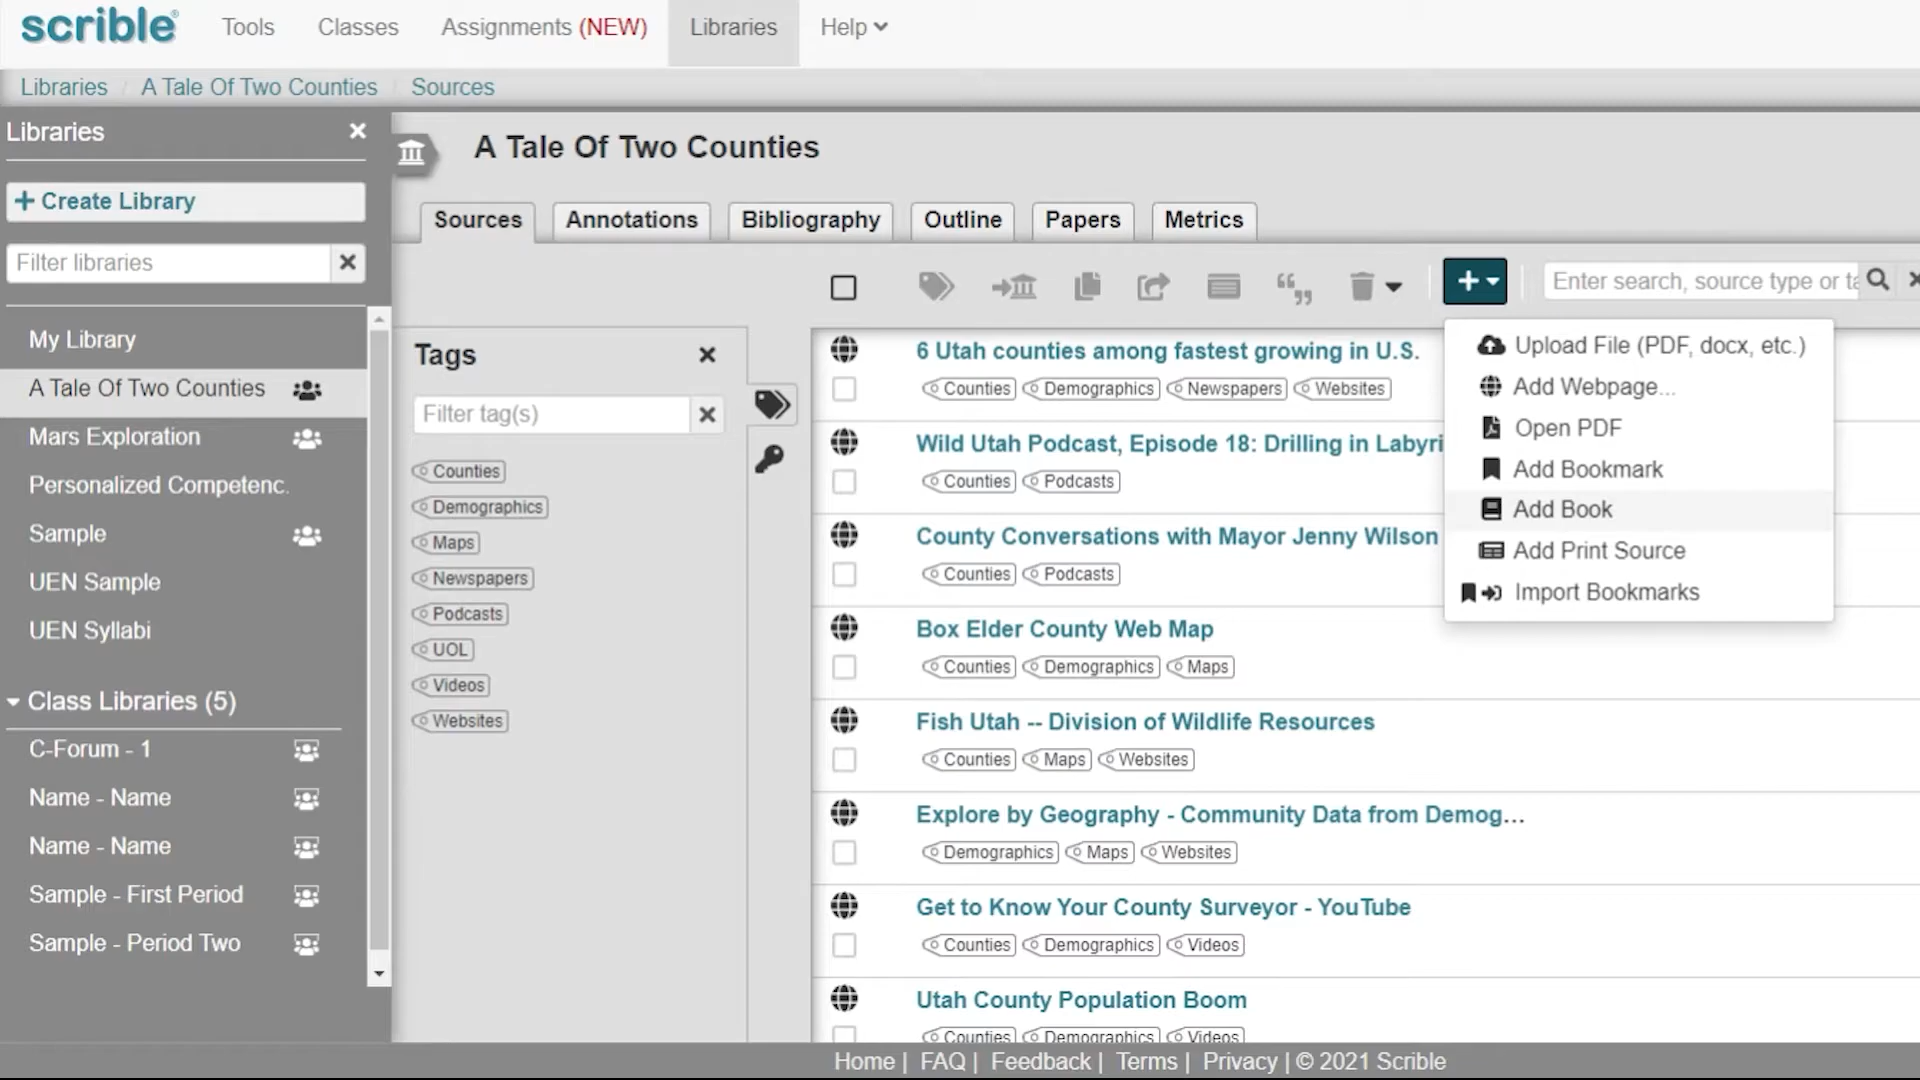 scrible Tools Classes Assignments (NEW) Libraries Help
Libraries / A Tale Of Two Counties / Sources
Libraries
+ Create Library
Filter libraries
My Library
A Tale Of Two Counties
Mars Exploration
Personalized Competenc.
Sample
UEN Sample
UEN Syllabi
Class Libraries (5)
C-Forum - 1
Name - Name
Name - Name
Sample - First Period
Sample - Period Two
A Tale Of Two Counties
Sources Annotations Bibliography Outline Papers Metrics
Enter search, source type or ta
Tags
Filter tag(s)
Counties
Demographics
Maps
Newspapers
Podcasts
UOL
Videos
Websites
6 Utah counties among fastest growing in U.S.
Counties Demographics Newspapers Websites
Wild Utah Podcast, Episode 18: Drilling in Labyri
Counties Podcasts
County Conversations with Mayor Jenny Wilson
Counties Podcasts
Box Elder County Web Map
Counties Demographics Maps
Fish Utah -- Division of Wildlife Resources
Counties Maps Websites
Explore by Geography - Community Data from Demog...
Demographics Maps Websites
Get to Know Your County Surveyor - YouTube
Counties Demographics Videos
Utah County Population Boom
Counties Demographics Videos
Upload File (PDF, docx, etc.)
Add Webpage...
Open PDF
Add Bookmark
Add Book
Add Print Source
Import Bookmarks
Home | FAQ | Feedback | Terms | Privacy | © 2021 Scrible